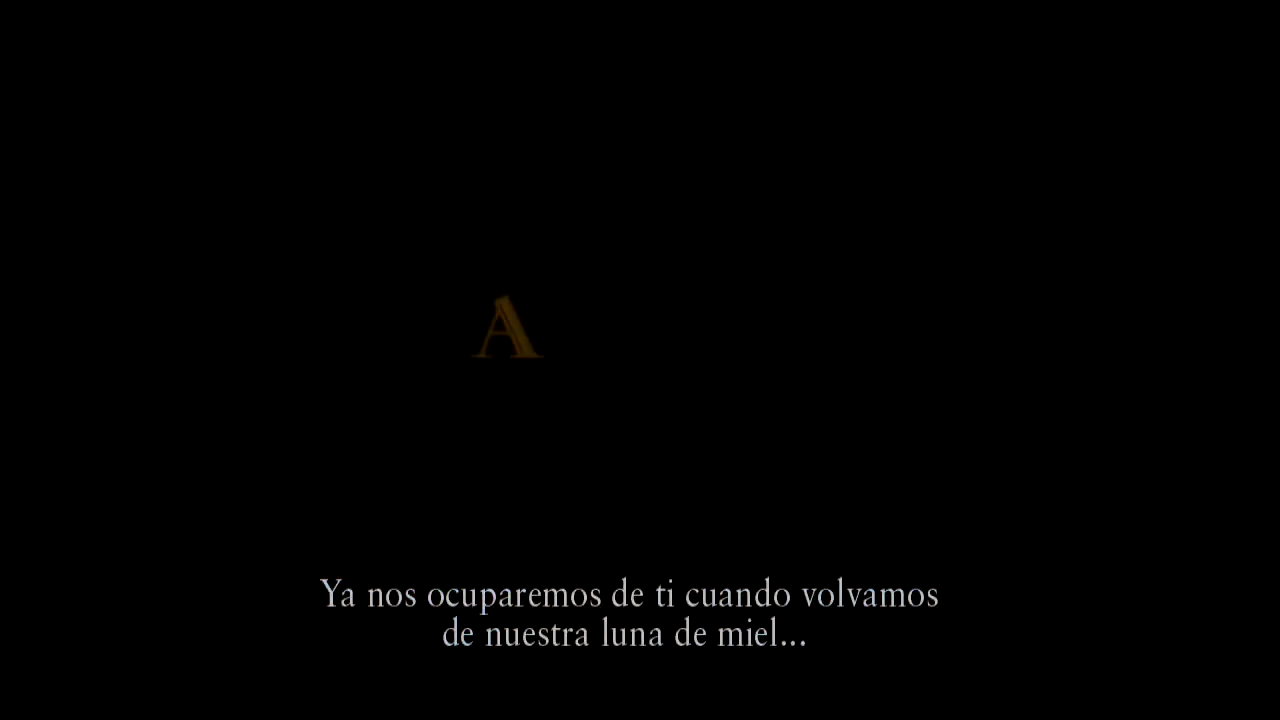 A
Ya nos ocuparemos de ti cuando volvamos
de nuestra luna de miel...